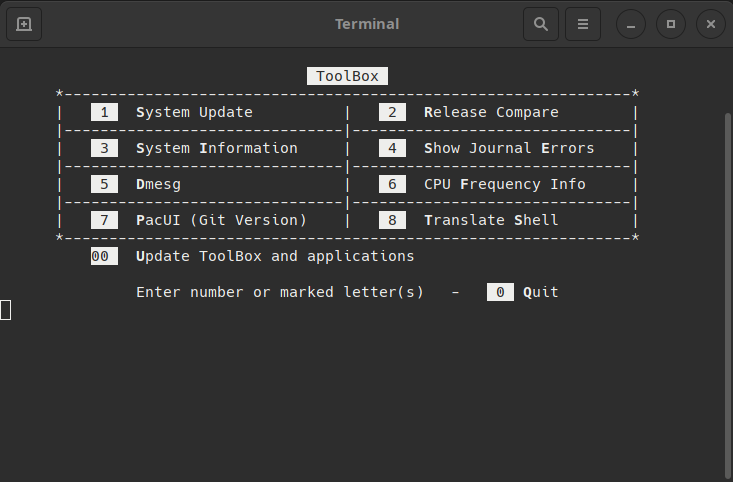 Terminal
ToolBox
*---------------------------------------------------------------*
|   1   System Update          |   2   Release Compare        |
|-------------------------------|-------------------------------|
|   3   System Information     |   4   Show Journal Errors    |
|-------------------------------|-------------------------------|
|   5   Dmesg                  |   6   CPU Frequency Info     |
|-------------------------------|-------------------------------|
|   7   PacUI (Git Version)    |   8   Translate Shell        |
*---------------------------------------------------------------*
00   Update ToolBox and applications
Enter number or marked letter(s)   -   0  Quit